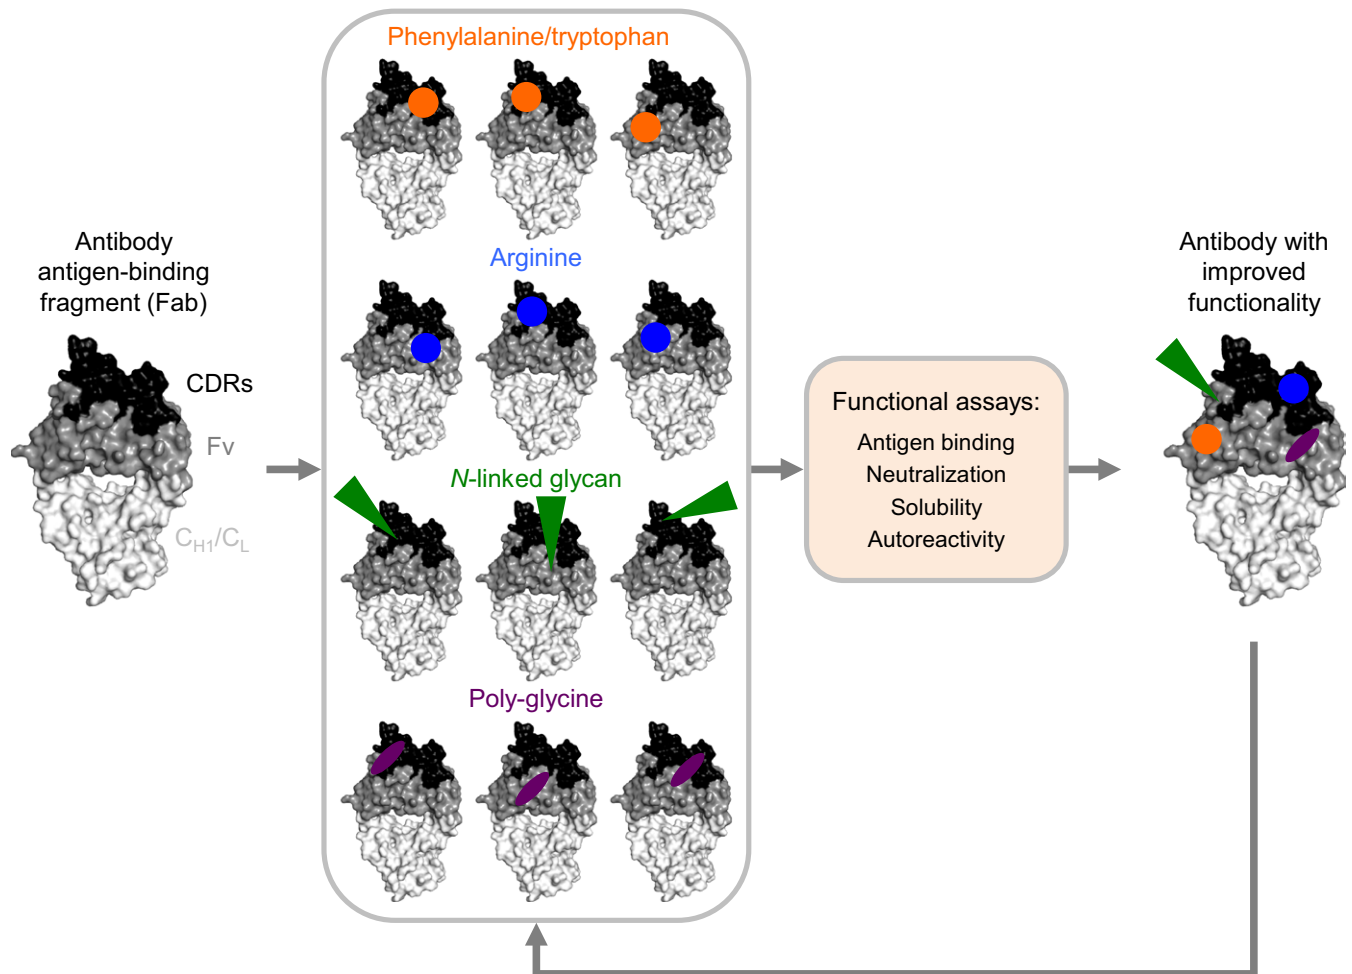 Phenylalanine/tryptophan
Antibody
antigen-binding
fragment (Fab)
CDRs
Fv
CH1/CL
Arginine
N-linked glycan
Poly-glycine
Functional assays:
Antigen binding
Neutralization
Solubility
Autoreactivity
Antibody with
improved
functionality